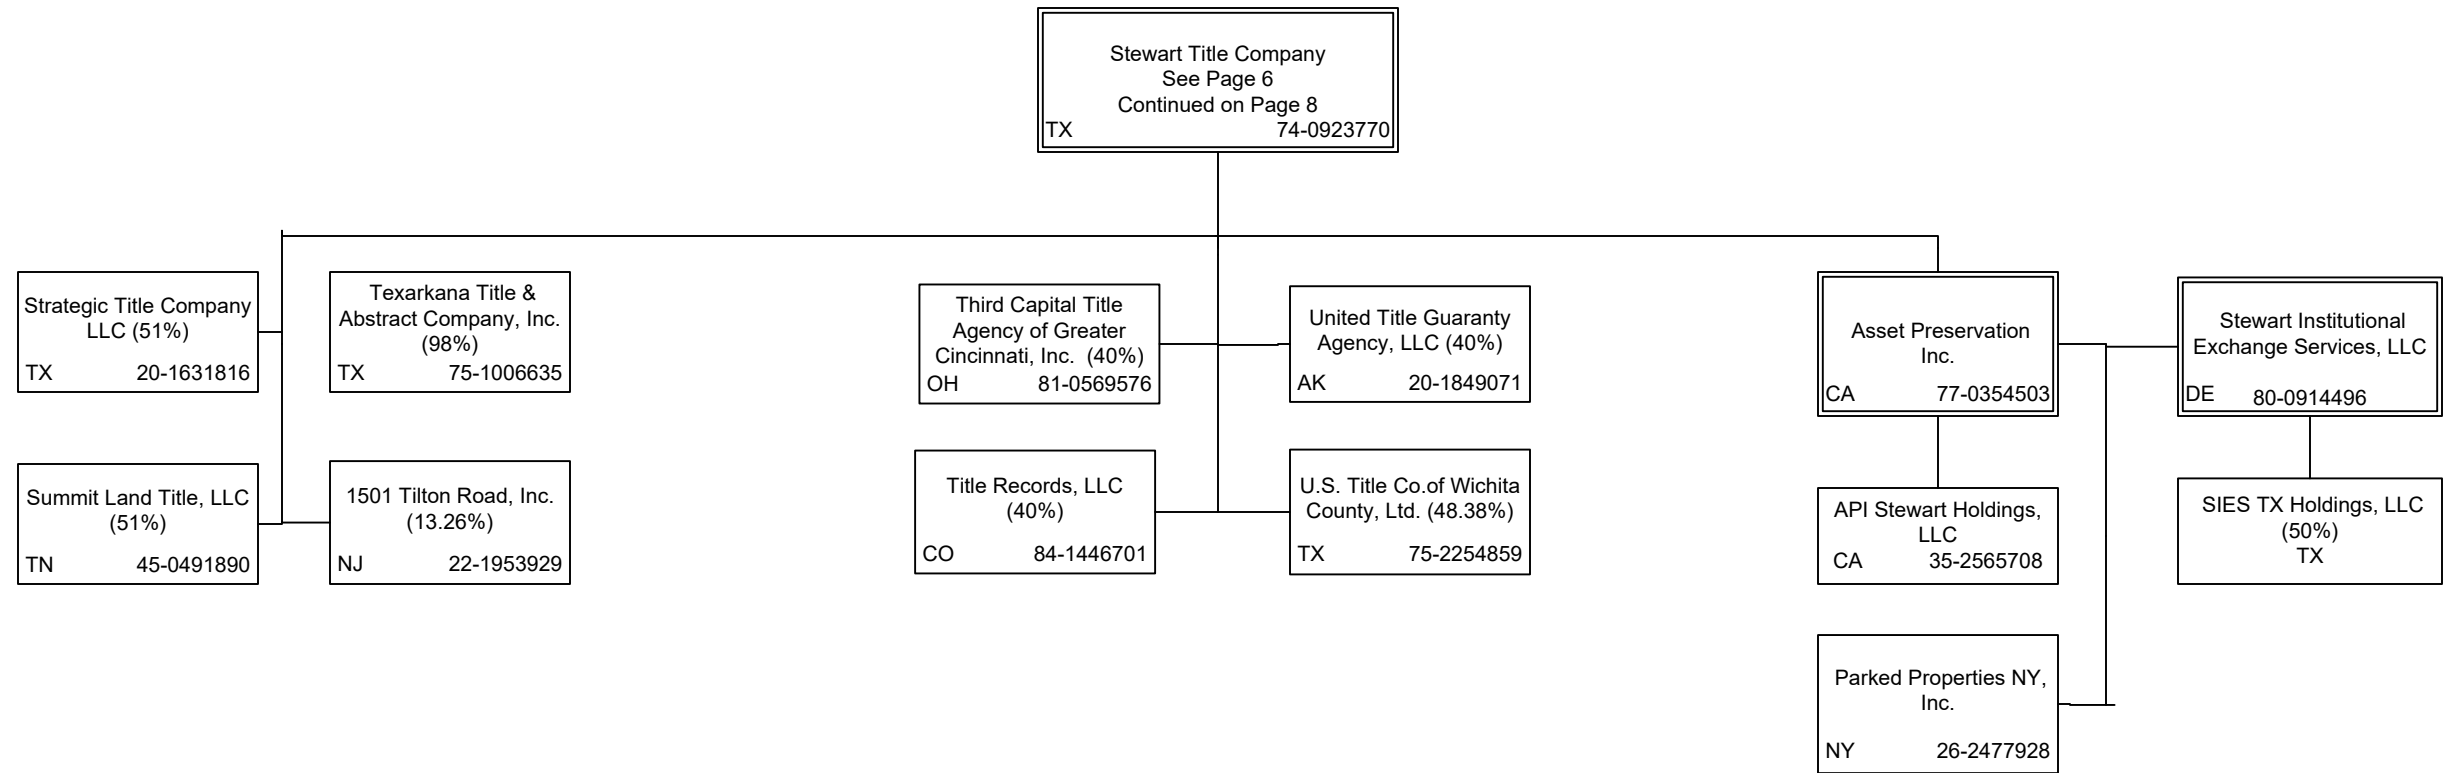 Stewart Title Company
See Page 6
Continued on Page 8
TX 74-0923770
Strategic Title Company
LLC (51%)
TX 20-1631816
Texarkana Title &
Abstract Company, Inc.
(98%)
TX 75-1006635
Third Capital Title
Agency of Greater
Cincinnati, Inc. (40%)
OH 81-0569576
United Title Guaranty
Agency, LLC (40%)
AK 20-1849071
Asset Preservation
Inc.
CA 77-0354503
Stewart Institutional
Exchange Services, LLC
DE 80-0914496
Summit Land Title, LLC
(51%)
TN 45-0491890
1501 Tilton Road, Inc.
(13.26%)
NJ 22-1953929
Title Records, LLC
(40%)
CO 84-1446701
U.S. Title Co.of Wichita
County, Ltd. (48.38%)
TX 75-2254859
API Stewart Holdings,
LLC
CA 35-2565708
SIES TX Holdings, LLC
(50%)
TX
Parked Properties NY,
Inc.
NY 26-2477928